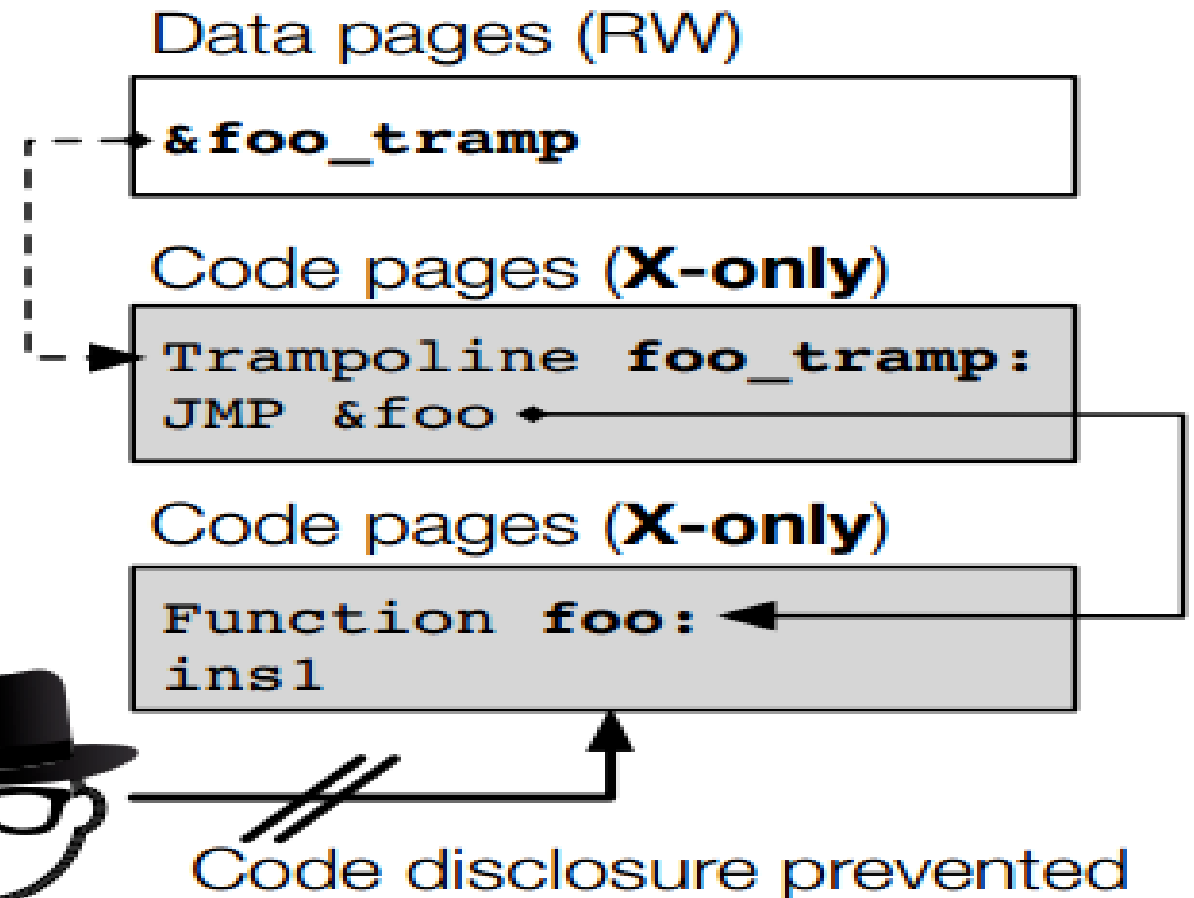 Data pages (RW)
&foo_tramp
Code pages (X-only)
Trampoline foo_tramp:
JMP &foo
Code pages (X-only)
Function foo:
ins1
Code disclosure prevented